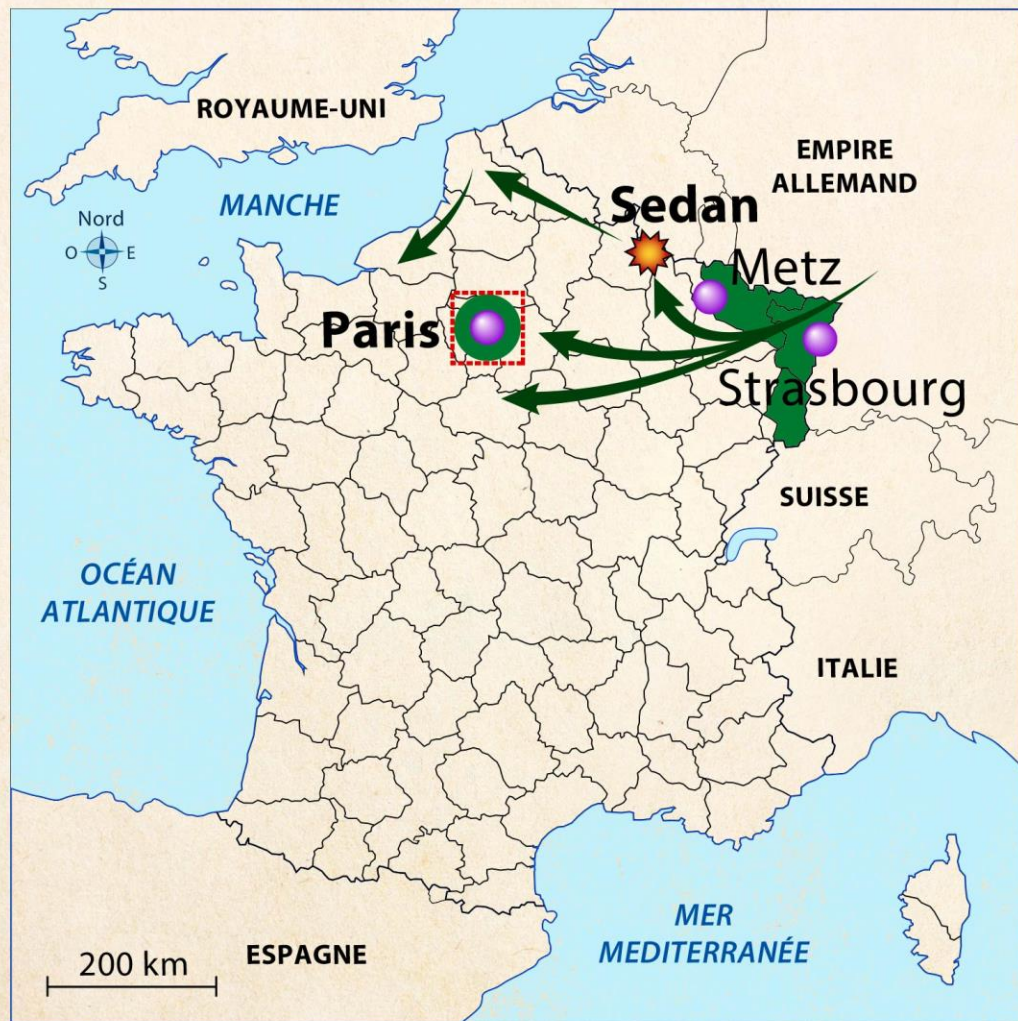 ROYAUME-UNI
EMPIRE
ALLEMAND
MANCHE
Sedan
Nord
O
E
S
Metz
Paris
Strasbourg
SUISSE
OCÉAN
ATLANTIQUE
ITALIE
MER
MEDITERRANÉE
ESPAGNE
200 km